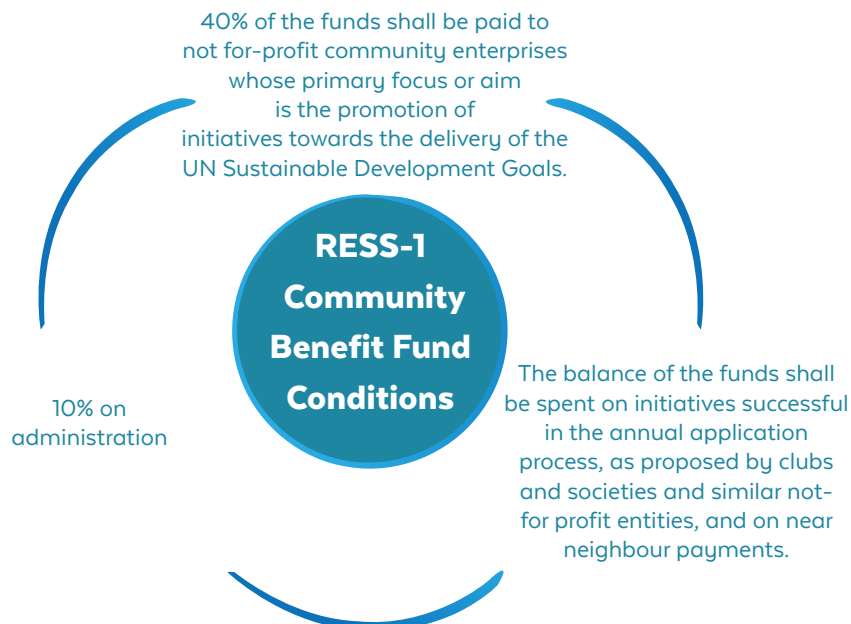 40% of the funds shall be paid to
not for-profit community enterprises
whose primary focus or aim
is the promotion of
initiatives towards the delivery of the
UN Sustainable Development Goals.
RESS-1
Community
Benefit Fund
Conditions
The balance of the funds shall
be spent on initiatives successful
in the annual application
process, as proposed by clubs
and societies and similar not-
for profit entities, and on near
neighbour payments.
10% on
administration